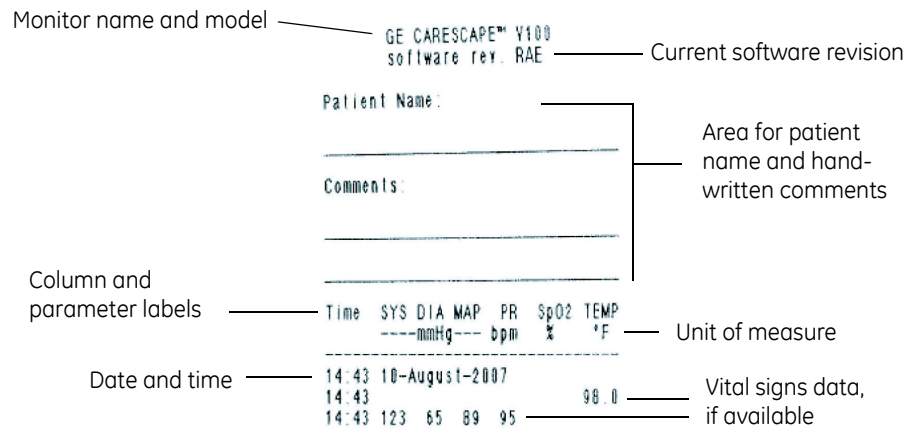 Monitor name and model
GE CARESCAPE™ V100
software rev. RAE
Current software revision
Patient Name:
Area for patient
name and hand-
written comments
Comments:
Column and
parameter labels
Time SYS DIA MAP PR SpO2 TEMP
----mmHg--- bpm % °F
Unit of measure
Date and time
14:43 10-August-2007
14:43 98.0
14:43 123 65 89 95
Vital signs data,
if available